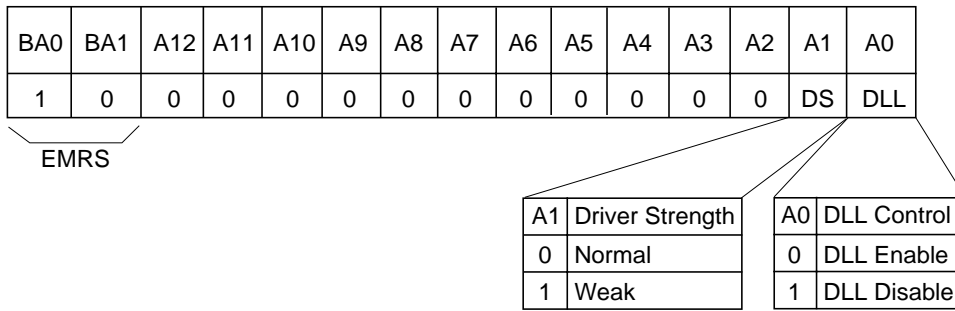 BA0 BA1 A12 A11 A10 A9 A8 A7 A6 A5 A4 A3 A2 A1 A0
1 0 0 0 0 0 0 0 0 0 0 0 0 DS DLL
EMRS
A1 Driver Strength
0 Normal
1 Weak
A0 DLL Control
0 DLL Enable
1 DLL Disable